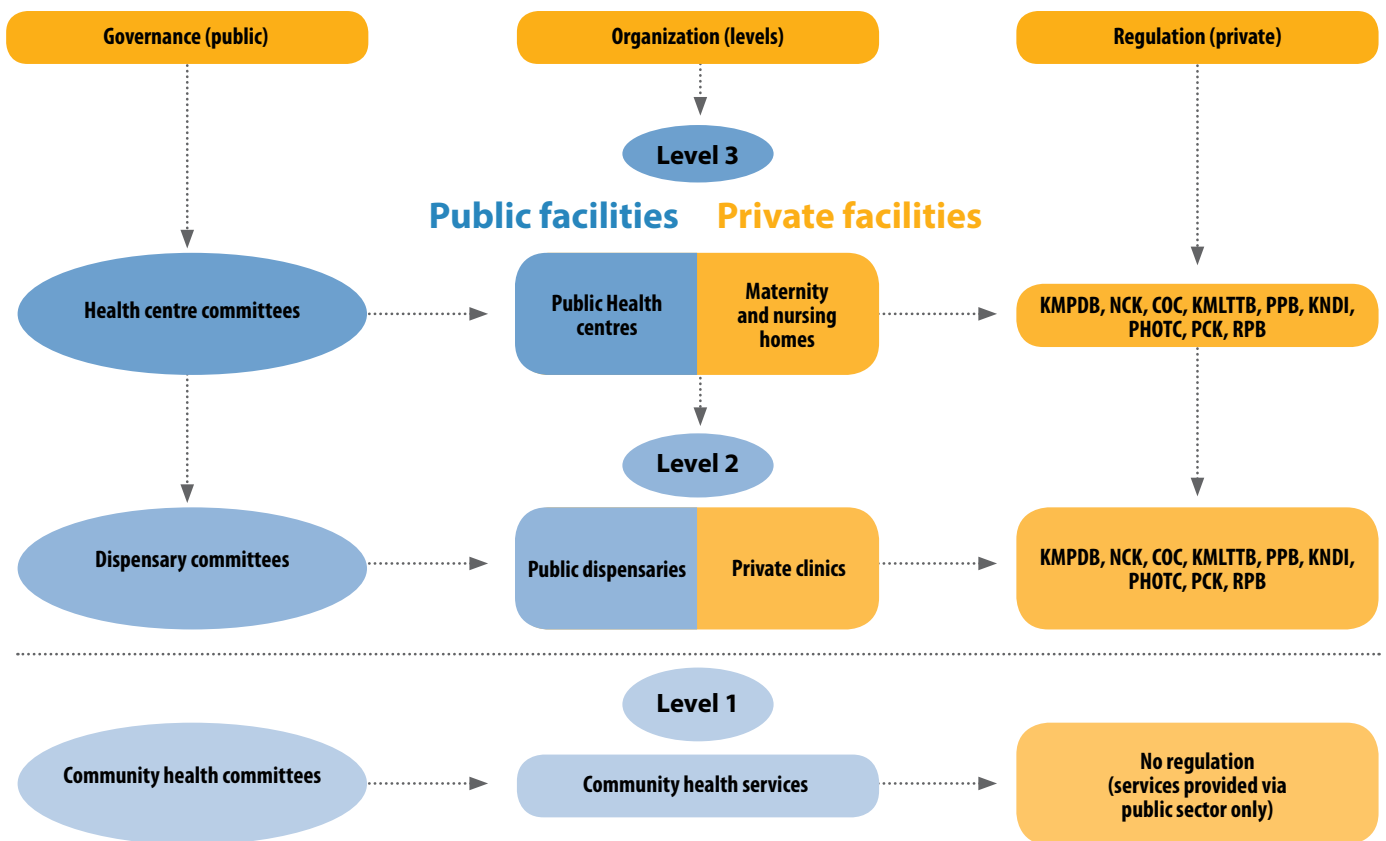 Governance (public)
Organization (levels)
Regulation (private)
Level 3
Public facilities
Private facilities
Health centre committees
Public Health
centres
Maternity
and nursing
homes
KMPDB, NCK, COC, KMLTTB, PPB, KNDI,
PHOTC, PCK, RPB
Level 2
Dispensary committees
Public dispensaries
Private clinics
KMPDB, NCK, COC, KMLTTB, PPB, KNDI,
PHOTC, PCK, RPB
Level 1
Community health committees
Community health services
No regulation
(services provided via
public sector only)